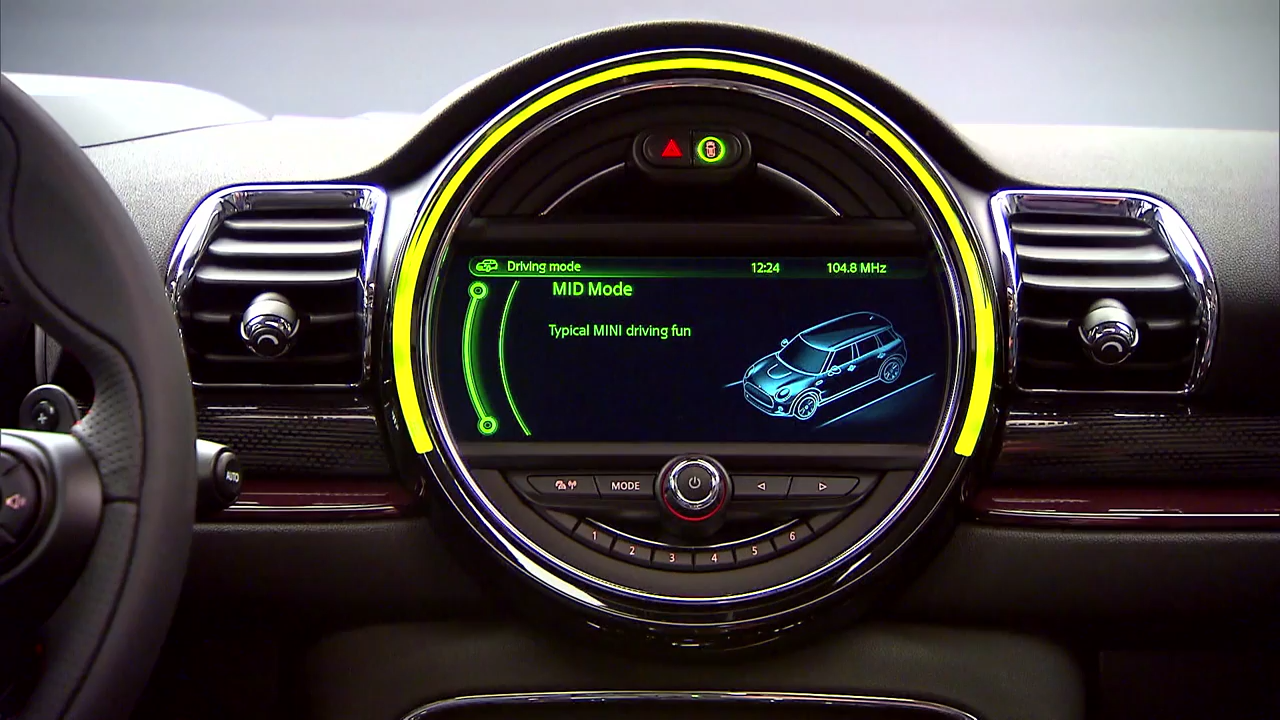 Driving mode 12:24 104.8 MHz
MID Mode
Typical MINI driving fun
AUTO
MODE
1 2 3 4 5 6